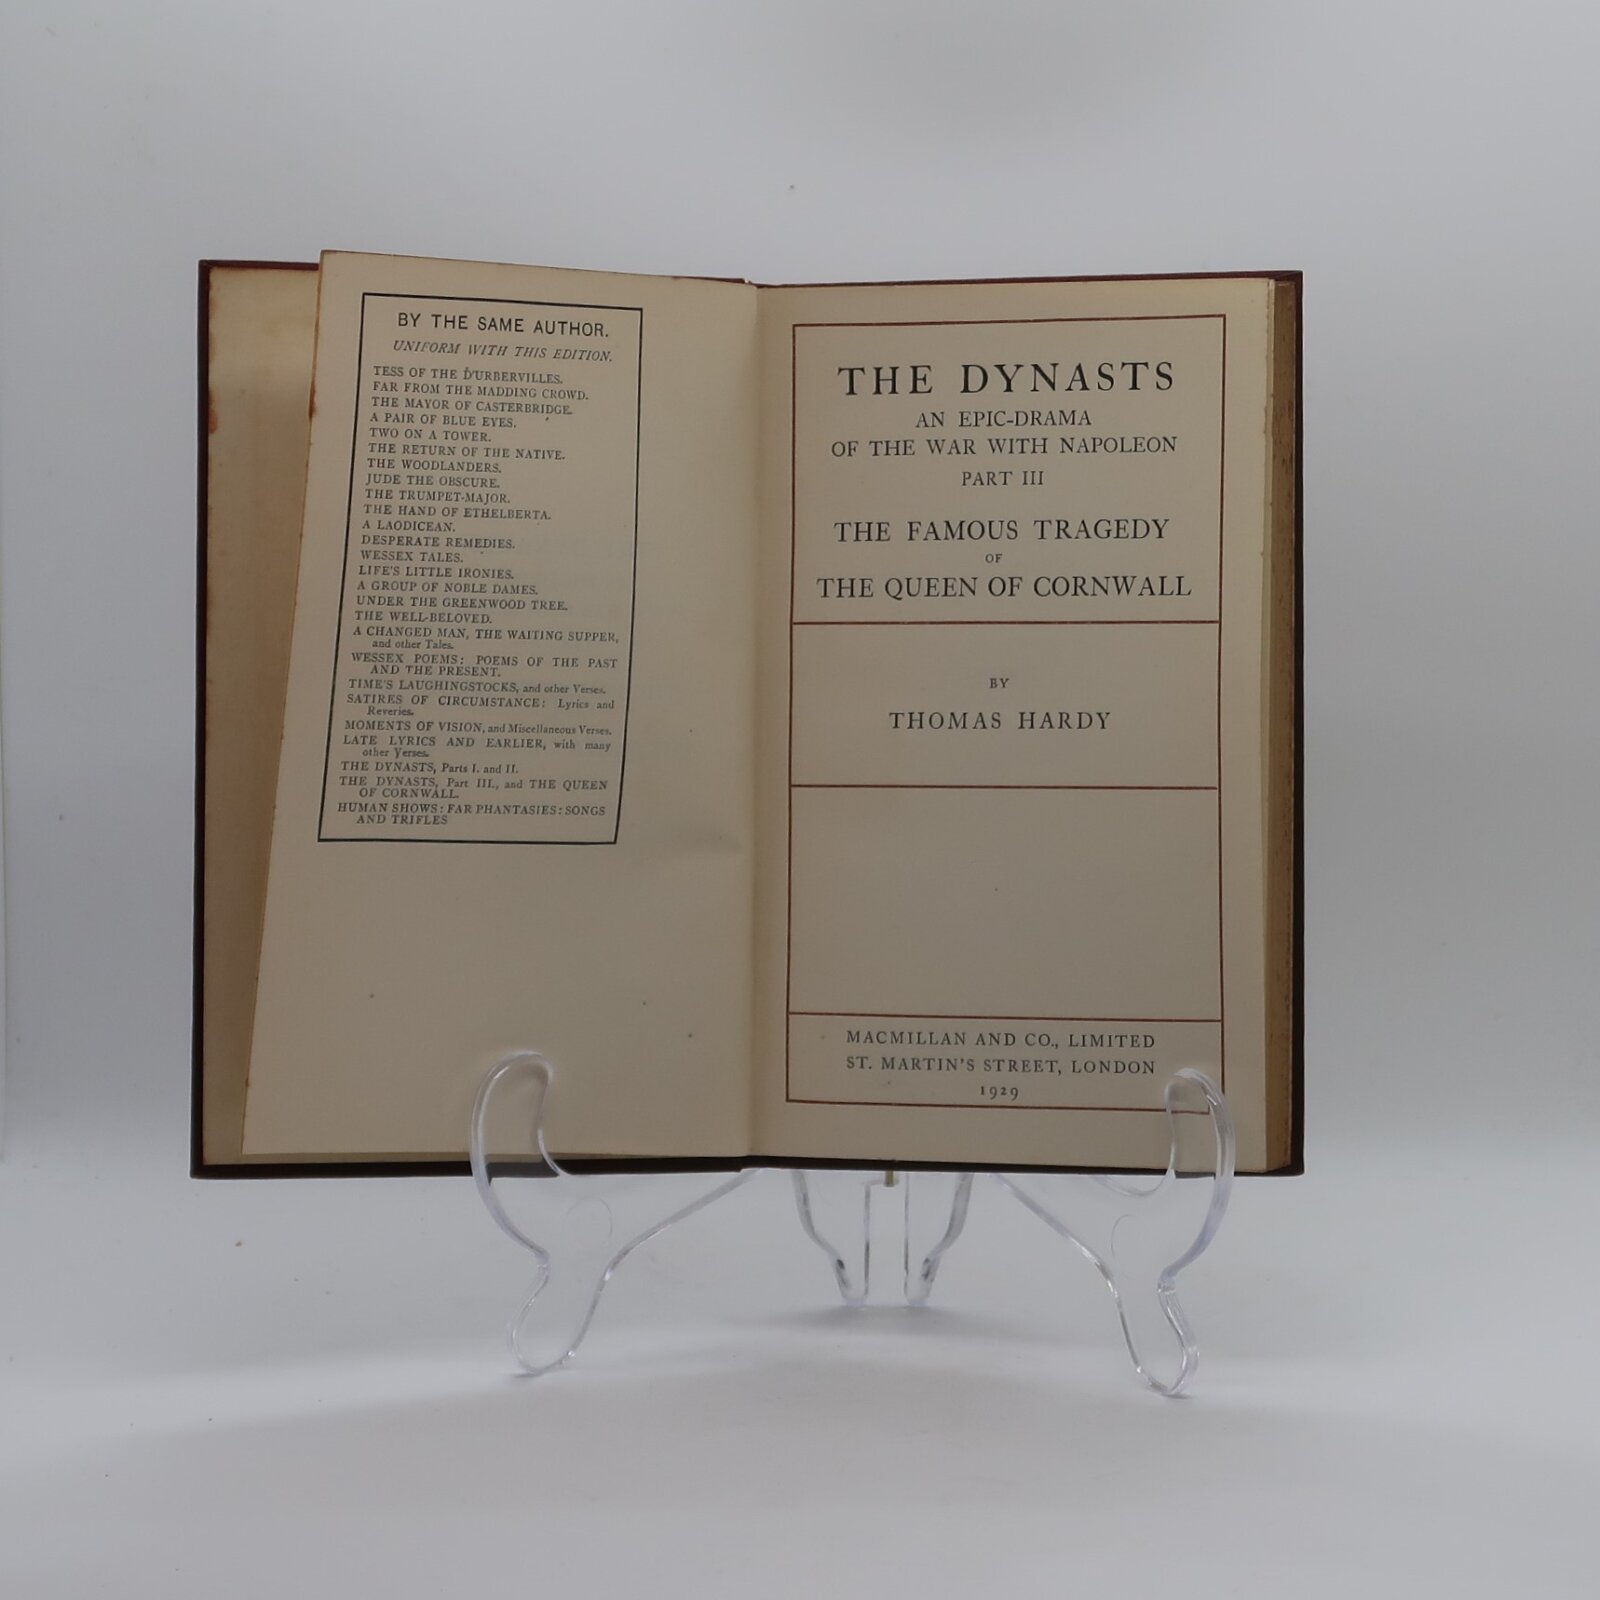 BY THE SAME AUTHOR.
UNIFORM WITH THIS EDITION.
TESS OF THE D'URBERVILLES.
FAR FROM THE MADDING CROWD.
THE MAYOR OF CASTERBRIDGE.
A PAIR OF BLUE EYES.
TWO ON A TOWER.
THE RETURN OF THE NATIVE.
THE WOODLANDERS.
JUDE THE OBSCURE.
THE TRUMPET-MAJOR.
THE HAND OF ETHELBERTA.
A LAODICEAN.
DESPERATE REMEDIES.
WESSEX TALES.
LIFE'S LITTLE IRONIES.
A GROUP OF NOBLE DAMES.
UNDER THE GREENWOOD TREE.
THE WELL-BELOVED.
A CHANGED MAN, THE WAITING SUPPER,
and other Tales.
WESSEX POEMS: POEMS OF THE PAST
AND THE PRESENT.
TIME'S LAUGHINGSTOCKS, and other Verses.
SATIRES OF CIRCUMSTANCE: Lyrics and
Reveries.
MOMENTS OF VISION, and Miscellaneous Verses.
LATE LYRICS AND EARLIER, with many
other Verses.
THE DYNASTS, Parts I. and II.
THE DYNASTS, Part III., and THE QUEEN
OF CORNWALL.
HUMAN SHOWS: FAR PHANTASIES: SONGS
AND TRIFLES
THE DYNASTS
AN EPIC-DRAMA
OF THE WAR WITH NAPOLEON
PART III
THE FAMOUS TRAGEDY
OF
THE QUEEN OF CORNWALL
BY
THOMAS HARDY
MACMILLAN AND CO., LIMITED
ST. MARTIN'S STREET, LONDON
1929